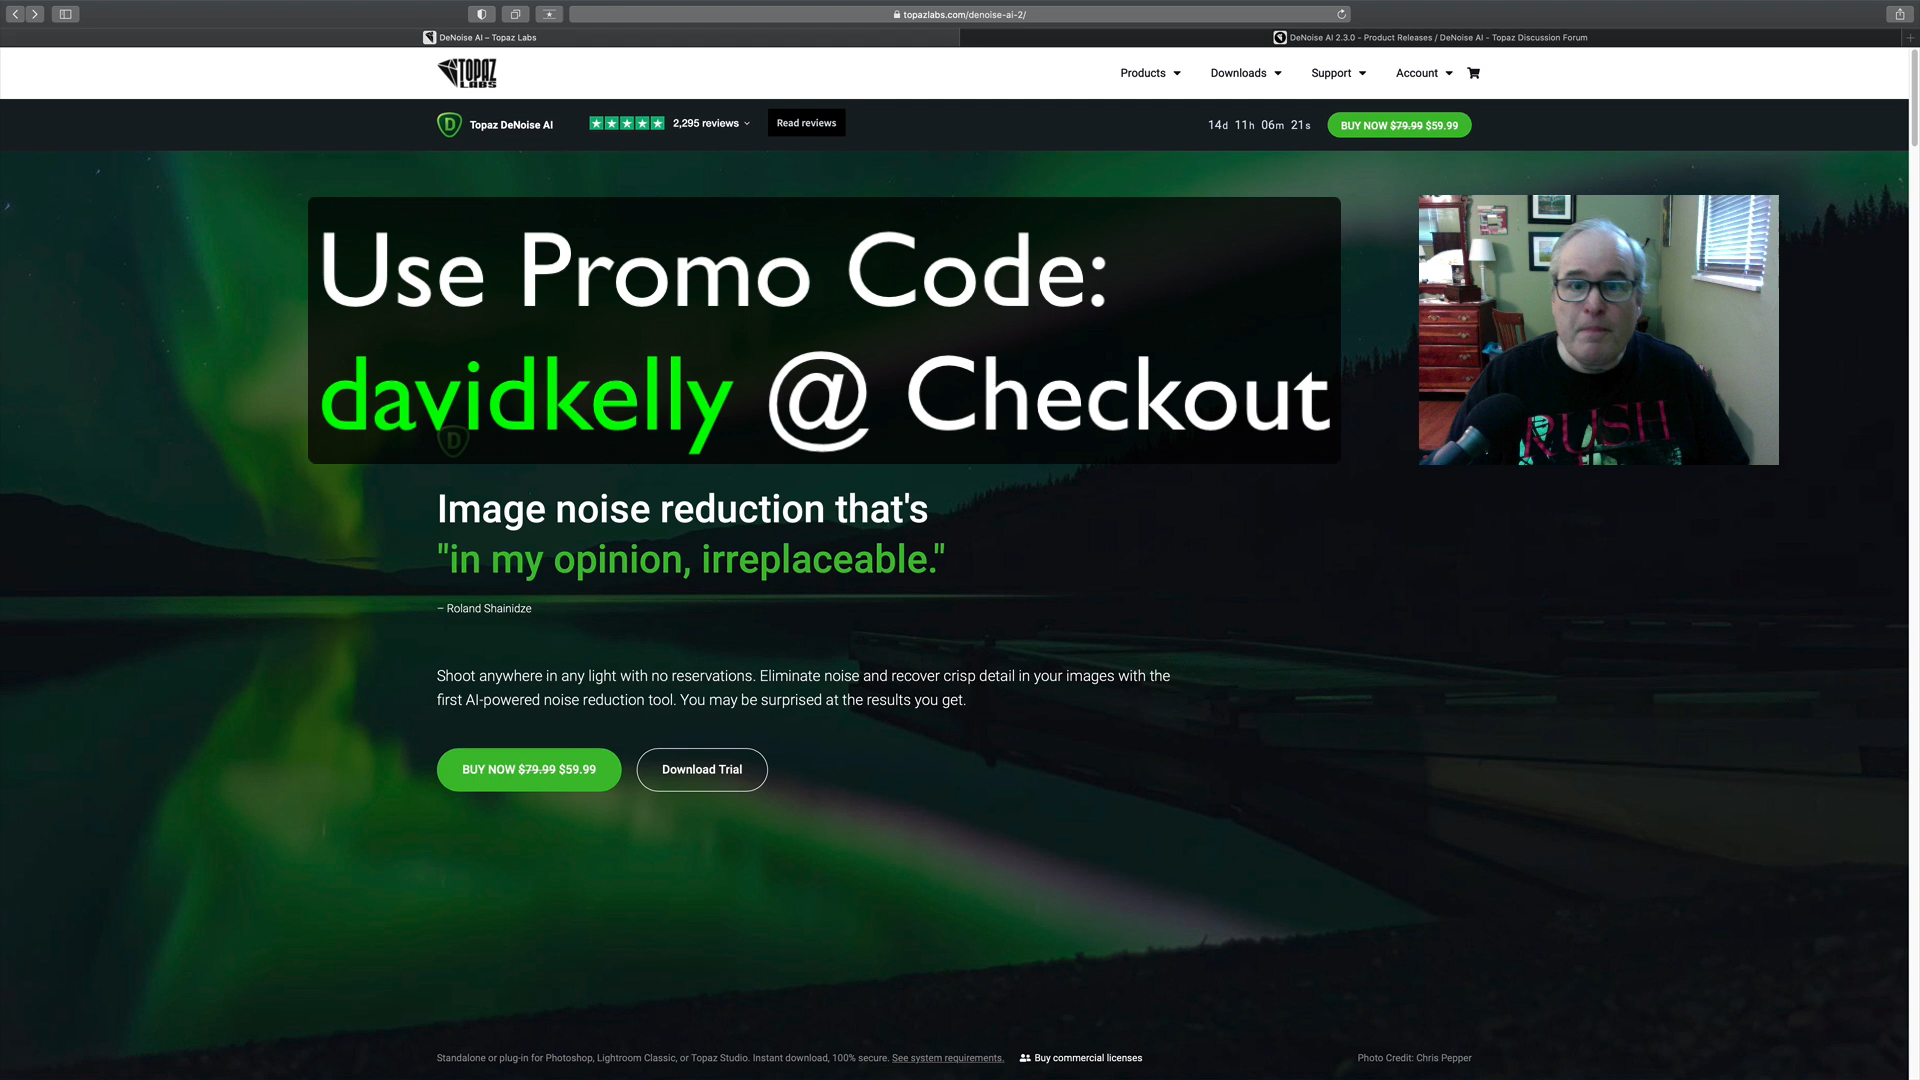 topazlabs.com/denoise-ai-2/
DeNoise AI – Topaz Labs
DeNoise AI 2.3.0 - Product Releases / DeNoise AI - Topaz Discussion Forum
TOPAZ
LABS
Products
Downloads
Support
Account
D
Topaz DeNoise AI
2,295 reviews
Read reviews
14d 11h 06m 21s
BUY NOW $79.99 $59.99
Use Promo Code:
davidkelly @ Checkout
D
RUSH
Image noise reduction that's
"in my opinion, irreplaceable."
– Roland Shainidze
Shoot anywhere in any light with no reservations. Eliminate noise and recover crisp detail in your images with the
first AI-powered noise reduction tool. You may be surprised at the results you get.
BUY NOW $79.99 $59.99
Download Trial
Standalone or plug-in for Photoshop, Lightroom Classic, or Topaz Studio. Instant download, 100% secure. See system requirements.
Buy commercial licenses
Photo Credit: Chris Pepper